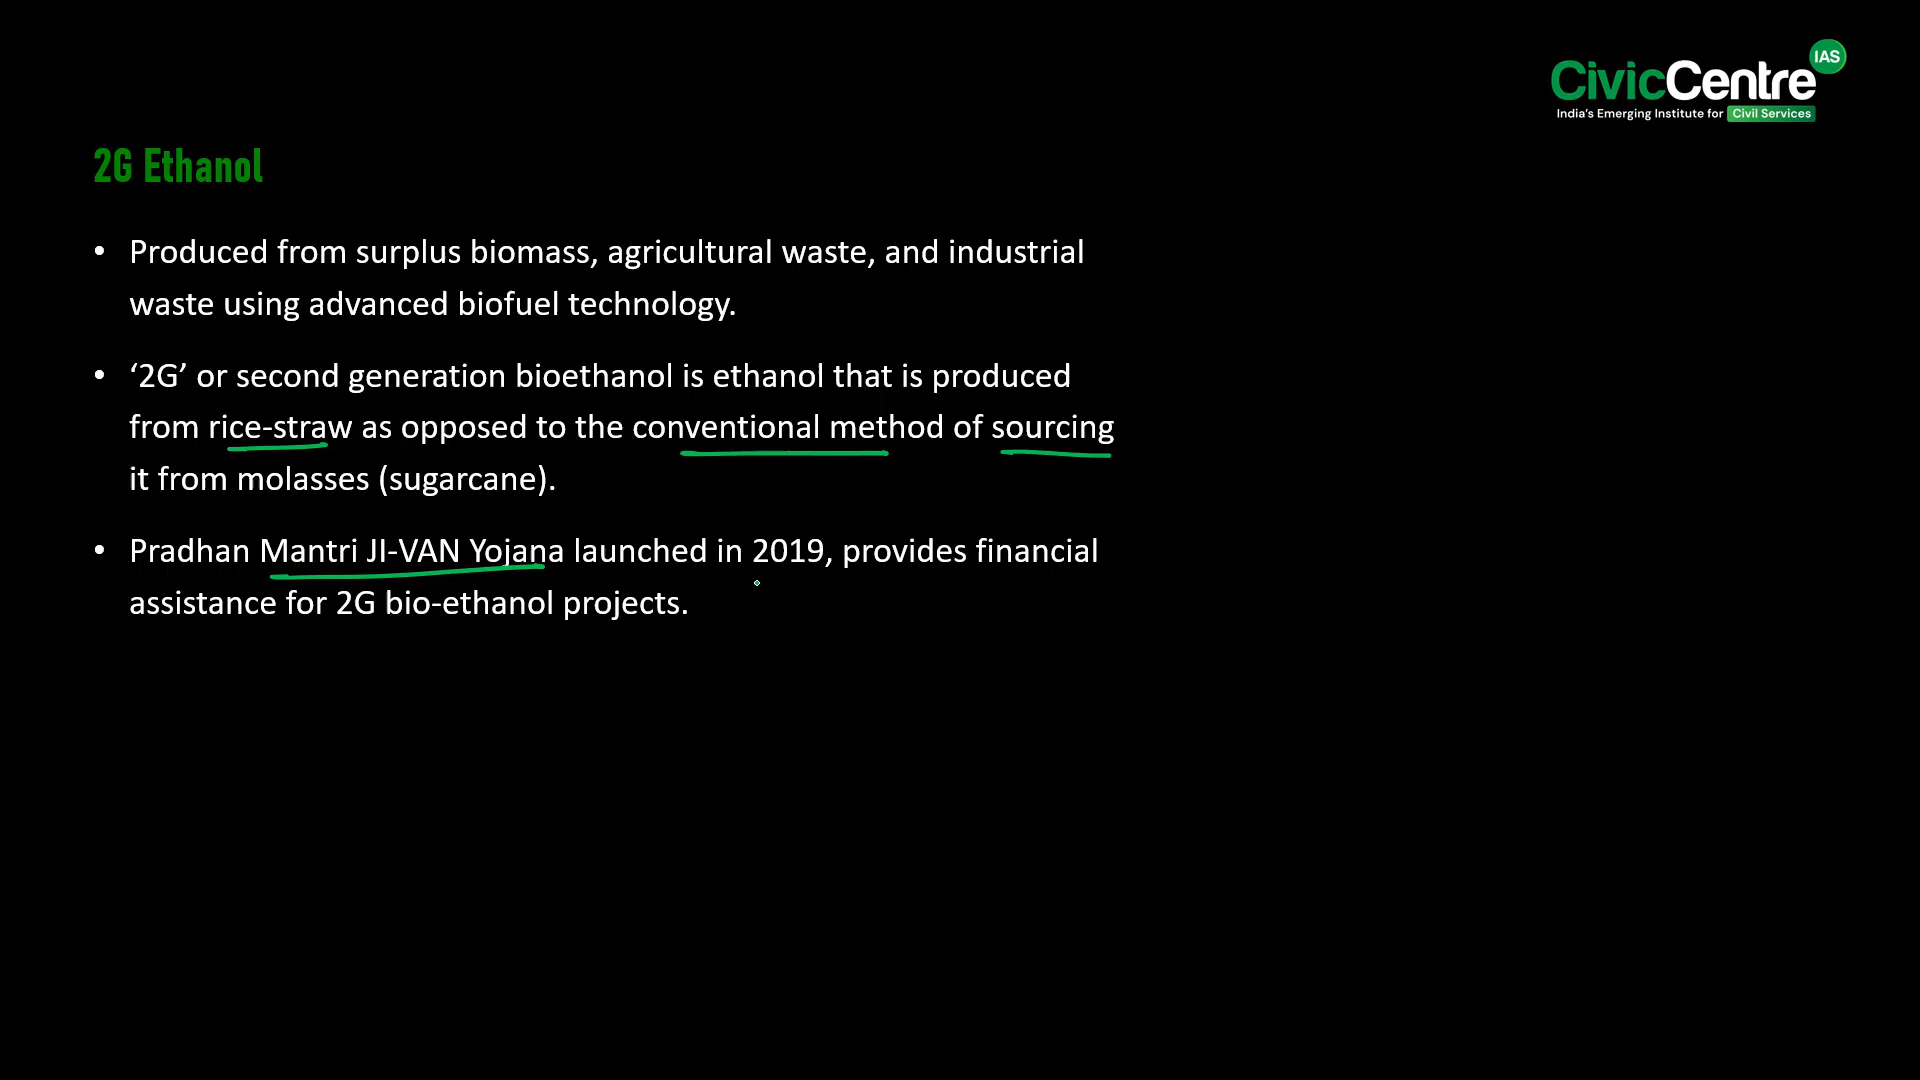 IAS
CivicCentre
India's Emerging Institute for Civil Services
2G Ethanol
• Produced from surplus biomass, agricultural waste, and industrial
waste using advanced biofuel technology.
• ‘2G’ or second generation bioethanol is ethanol that is produced
from rice-straw as opposed to the conventional method of sourcing
it from molasses (sugarcane).
• Pradhan Mantri JI-VAN Yojana launched in 2019, provides financial
assistance for 2G bio-ethanol projects.